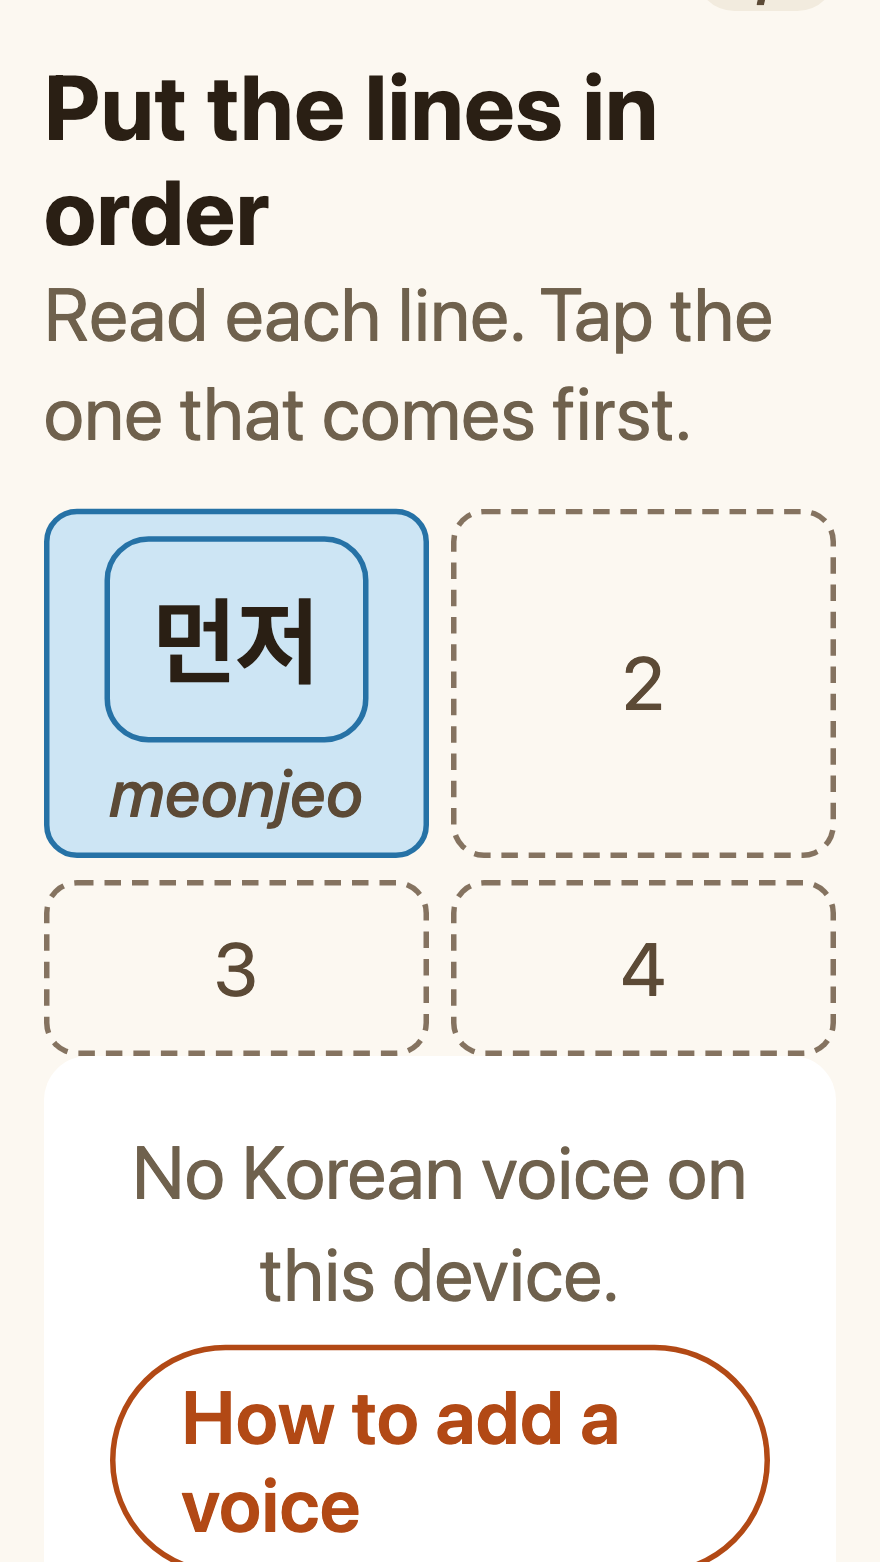 Put the lines in
order
Read each line. Tap the
one that comes first.
먼저
meonjeo
2
3
4
No Korean voice on
this device.
How to add a
voice